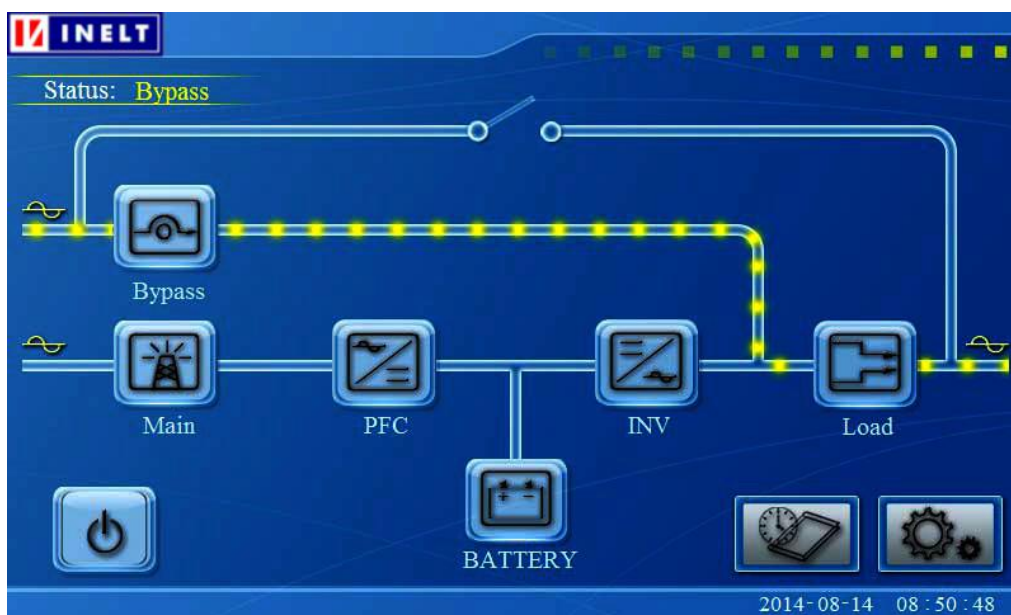 INELT
Status: Bypass
Bypass
Main
PFC
INV
Load
BATTERY
2014-08-14 08:50:48